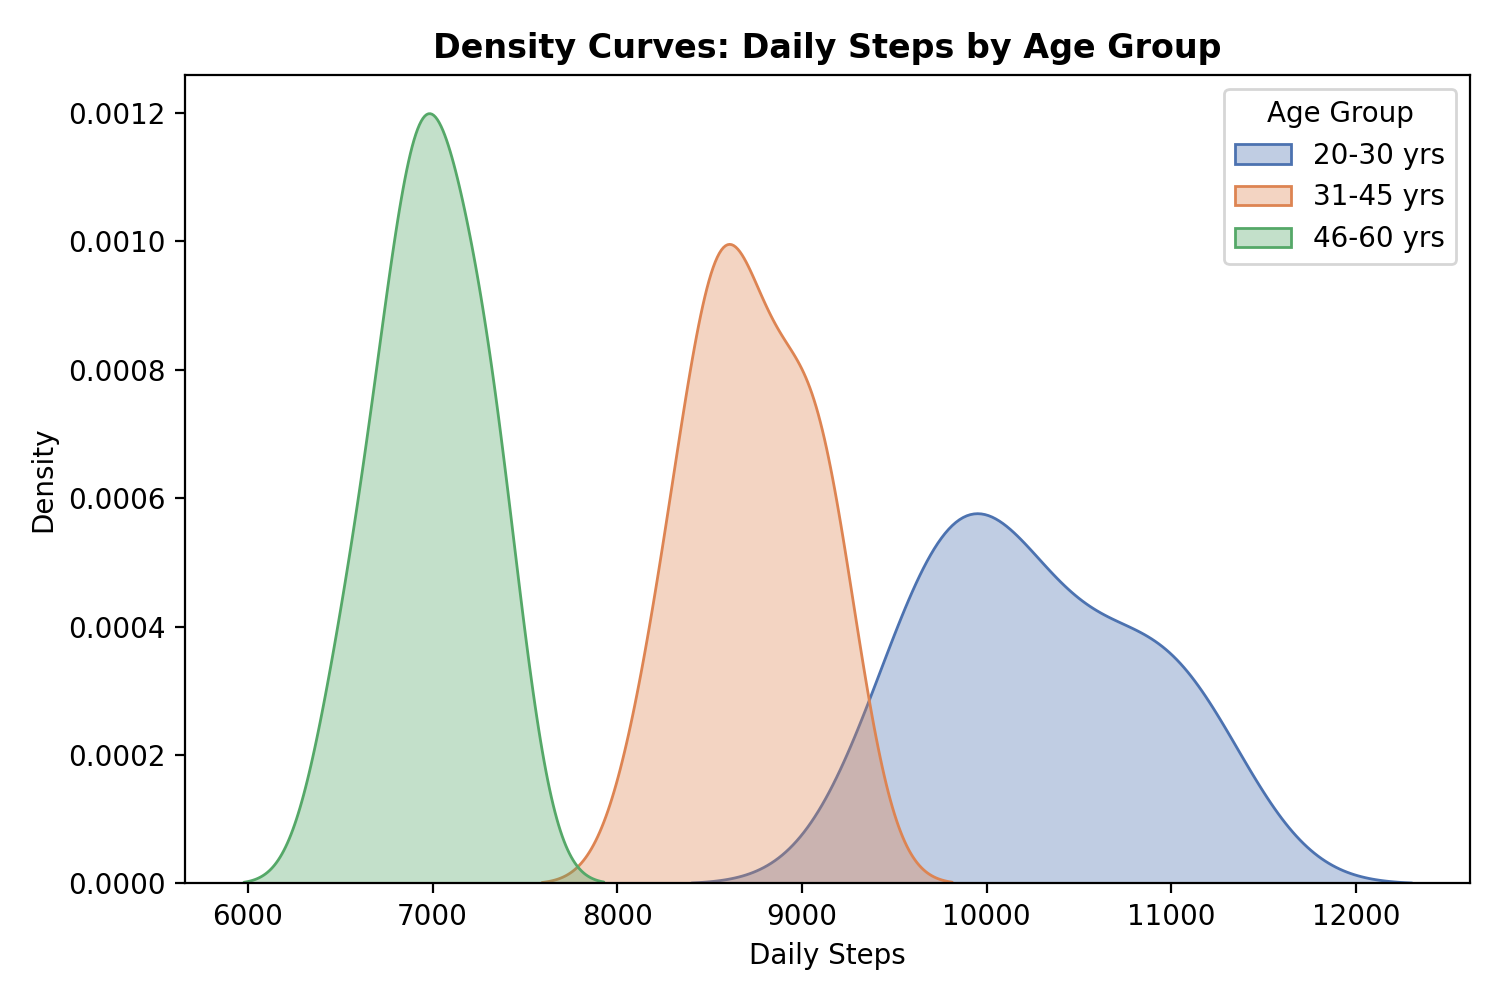 Density Curves: Daily Steps by Age Group
Age Group
20-30 yrs
31-45 yrs
46-60 yrs
Density
0.0012
0.0010
0.0008
0.0006
0.0004
0.0002
0.0000
6000 7000 8000 9000 10000 11000 12000
Daily Steps